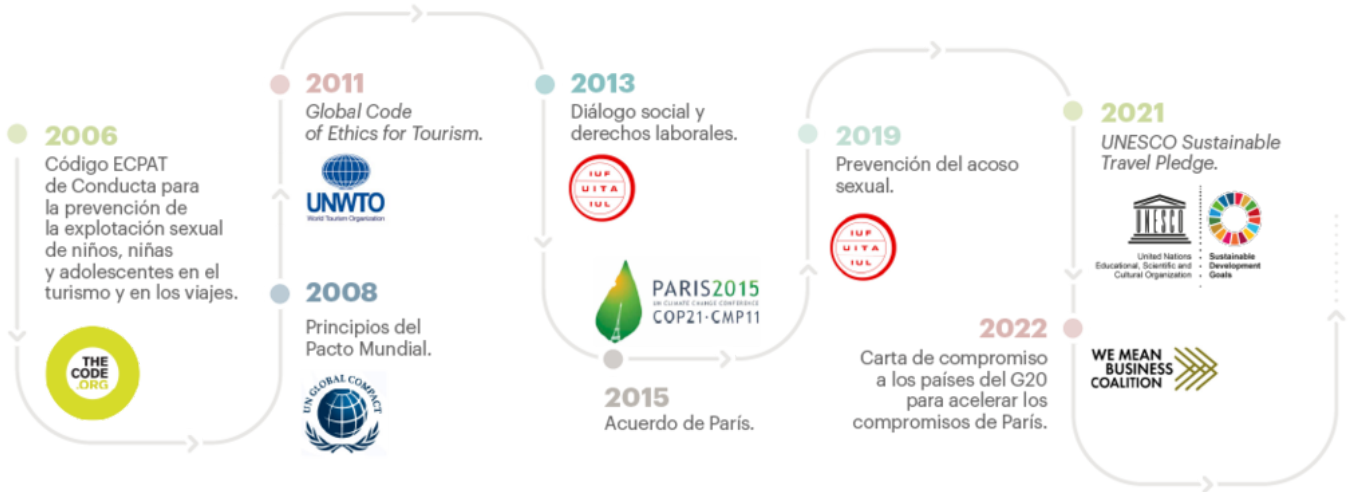 2006
Código ECPAT
de Conducta para
la prevención de
la explotación sexual
de niños, niñas
y adolescentes en el
turismo y en los viajes.
THE
CODE
.ORG
2008
Principios del
Pacto Mundial.
UN GLOBAL COMPACT
2011
Global Code
of Ethics for Tourism.
UNWTO
World Tourism Organization
2013
Diálogo social y
derechos laborales.
IUF
UITA
IUL
PARIS2015
UN CLIMATE CHANGE CONFERENCE
COP21·CMP11
2015
Acuerdo de París.
2019
Prevención del acoso
sexual.
IUF
UITA
IUL
2021
UNESCO Sustainable
Travel Pledge.
UNESCO
United Nations
Educational, Scientific and
Cultural Organization
Sustainable
Development
Goals
2022
Carta de compromiso
a los países del G20
para acelerar los
compromisos de París.
WE MEAN
BUSINESS
COALITION